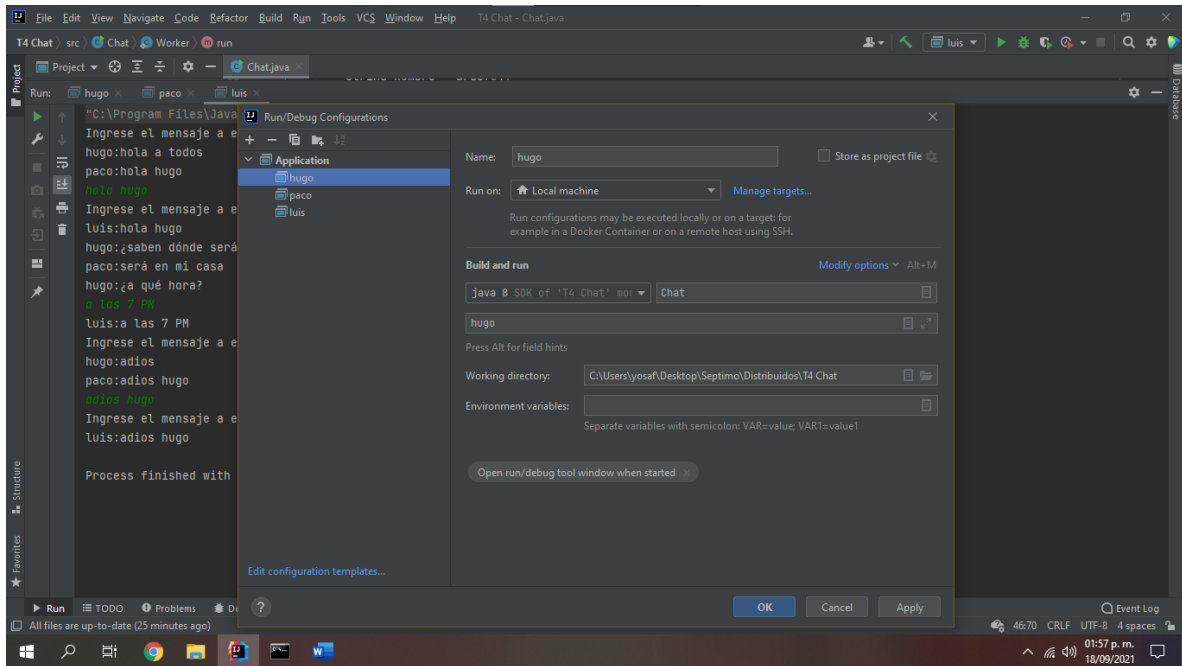 File Edit View Navigate Code Refactor Build Run Tools VCS Window Help T4 Chat - Chat.java
T4 Chat src Chat Worker run luis
Project Chat.java
Run: hugo paco luis
"C:\Program Files\Java
Ingrese el mensaje a e
hugo:hola a todos
paco:hola hugo
hola hugo
Ingrese el mensaje a e
luis:hola hugo
hugo:¿saben dónde será
paco:será en mi casa
hugo:¿a qué hora?
a las 7 PM
luis:a las 7 PM
Ingrese el mensaje a e
hugo:adios
paco:adios hugo
adios hugo
Ingrese el mensaje a e
luis:adios hugo
Process finished with
Project
Structure
Favorites
Database
Run/Debug Configurations
Application
hugo
paco
luis
Edit configuration templates...
Name: hugo Store as project file
Run on: Local machine Manage targets...
Run configurations may be executed locally or on a target: for
example in a Docker Container or on a remote host using SSH.
Build and run Modify options Alt+M
java 8 SDK of 'T4 Chat' Chat
hugo
Press Alt for field hints
Working directory: C:\Users\yosaf\Desktop\Septimo\Distribuidos\T4 Chat
Environment variables:
Separate variables with semicolon: VAR=value; VAR1=value1
Open run/debug tool window when started
? OK Cancel Apply
Run TODO Problems Event Log
All files are up-to-date (25 minutes ago) 46:70 CRLF UTF-8 4 spaces
01:57 p. m.
18/09/2021